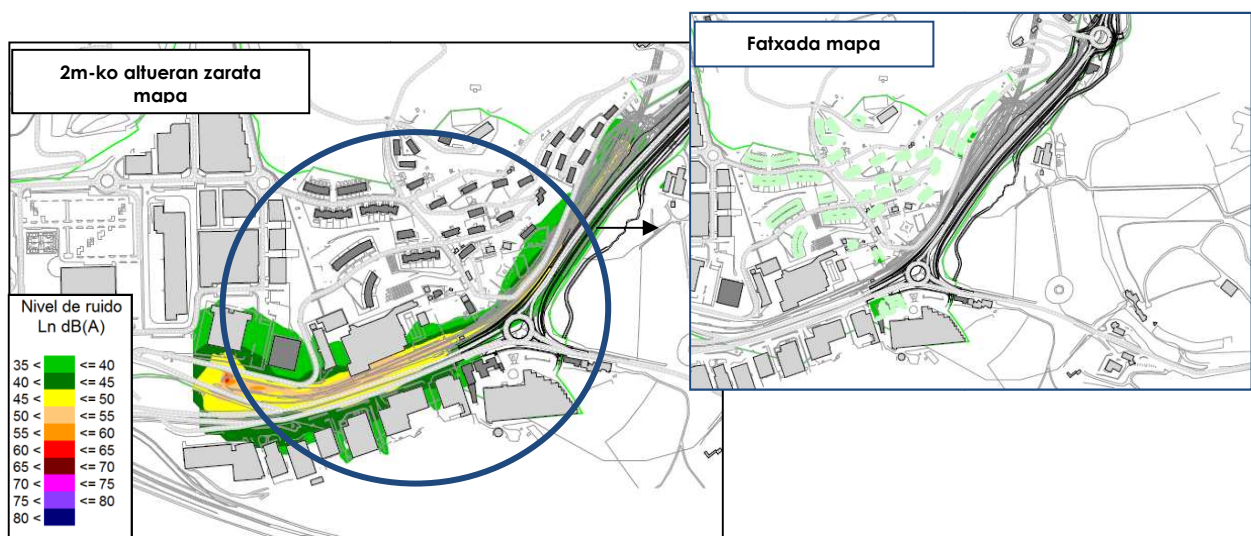 2m-ko altueran zarata
mapa
Fatxada mapa
Nivel de ruido
Ln dB(A)
35 < <= 40
40 < <= 45
45 < <= 50
50 < <= 55
55 < <= 60
60 < <= 65
65 < <= 70
70 < <= 75
75 < <= 80
80 <